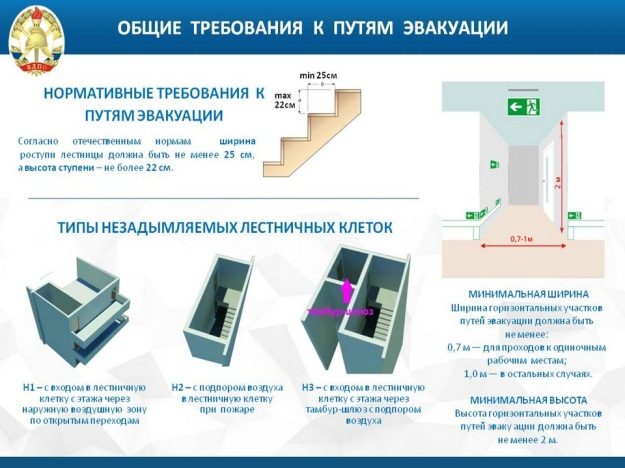 ОБЩИЕ ТРЕБОВАНИЯ К ПУТЯМ ЭВАКУАЦИИ
ВДПО
НОРМАТИВНЫЕ ТРЕБОВАНИЯ К
ПУТЯМ ЭВАКУАЦИИ
Согласно отечественным нормам ширина
роступи лестницы должна быть не менее 25 см,
а высота ступени – не более 22 см.
min 25см
max
22см
ТИПЫ НЕЗАДЫМЛЯЕМЫХ ЛЕСТНИЧНЫХ КЛЕТОК
тамбур-шлюз
Н1 – с входом в лестничную
клетку с этажа через
наружную воздушную зону
по открытым переходам
Н2 – с подпором воздуха
в лестничную клетку
при пожаре
Н3 – с входом в лестничную
клетку с этажа через
тамбур-шлюз с подпором
воздуха
2 м
0,7-1м
МИНИМАЛЬНАЯ ШИРИНА
Ширина горизонтальных участков
путей эвакуации должна быть
не менее:
0,7 м — для проходов к одиночным
рабочим местам;
1,0 м — в остальных случаях.
МИНИМАЛЬНАЯ ВЫСОТА
Высота горизонтальных участков
путей эвак уации должна быть
не менее 2 м.